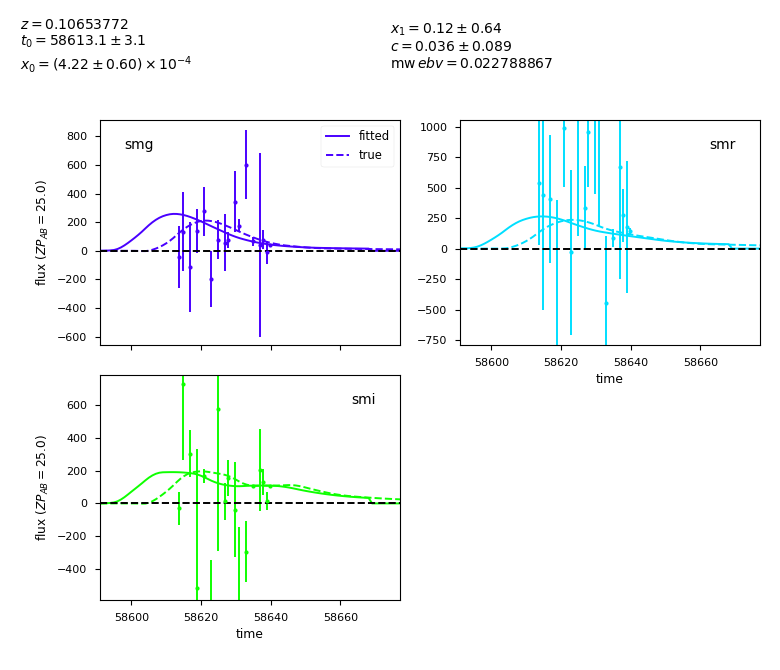 z = 0.10653772
t₀ = 58613.1 ± 3.1
x₀ = (4.22 ± 0.60) × 10⁻⁴
x₁ = 0.12 ± 0.64
c = 0.036 ± 0.089
mw ebv = 0.022788867
smg
fitted
true
800
600
400
200
0
−200
−400
−600
flux (ZP_AB = 25.0)
smr
1000
750
500
250
0
−250
−500
−750
58600 58620 58640 58660
time
smi
600
400
200
0
−200
−400
flux (ZP_AB = 25.0)
58600 58620 58640 58660
time